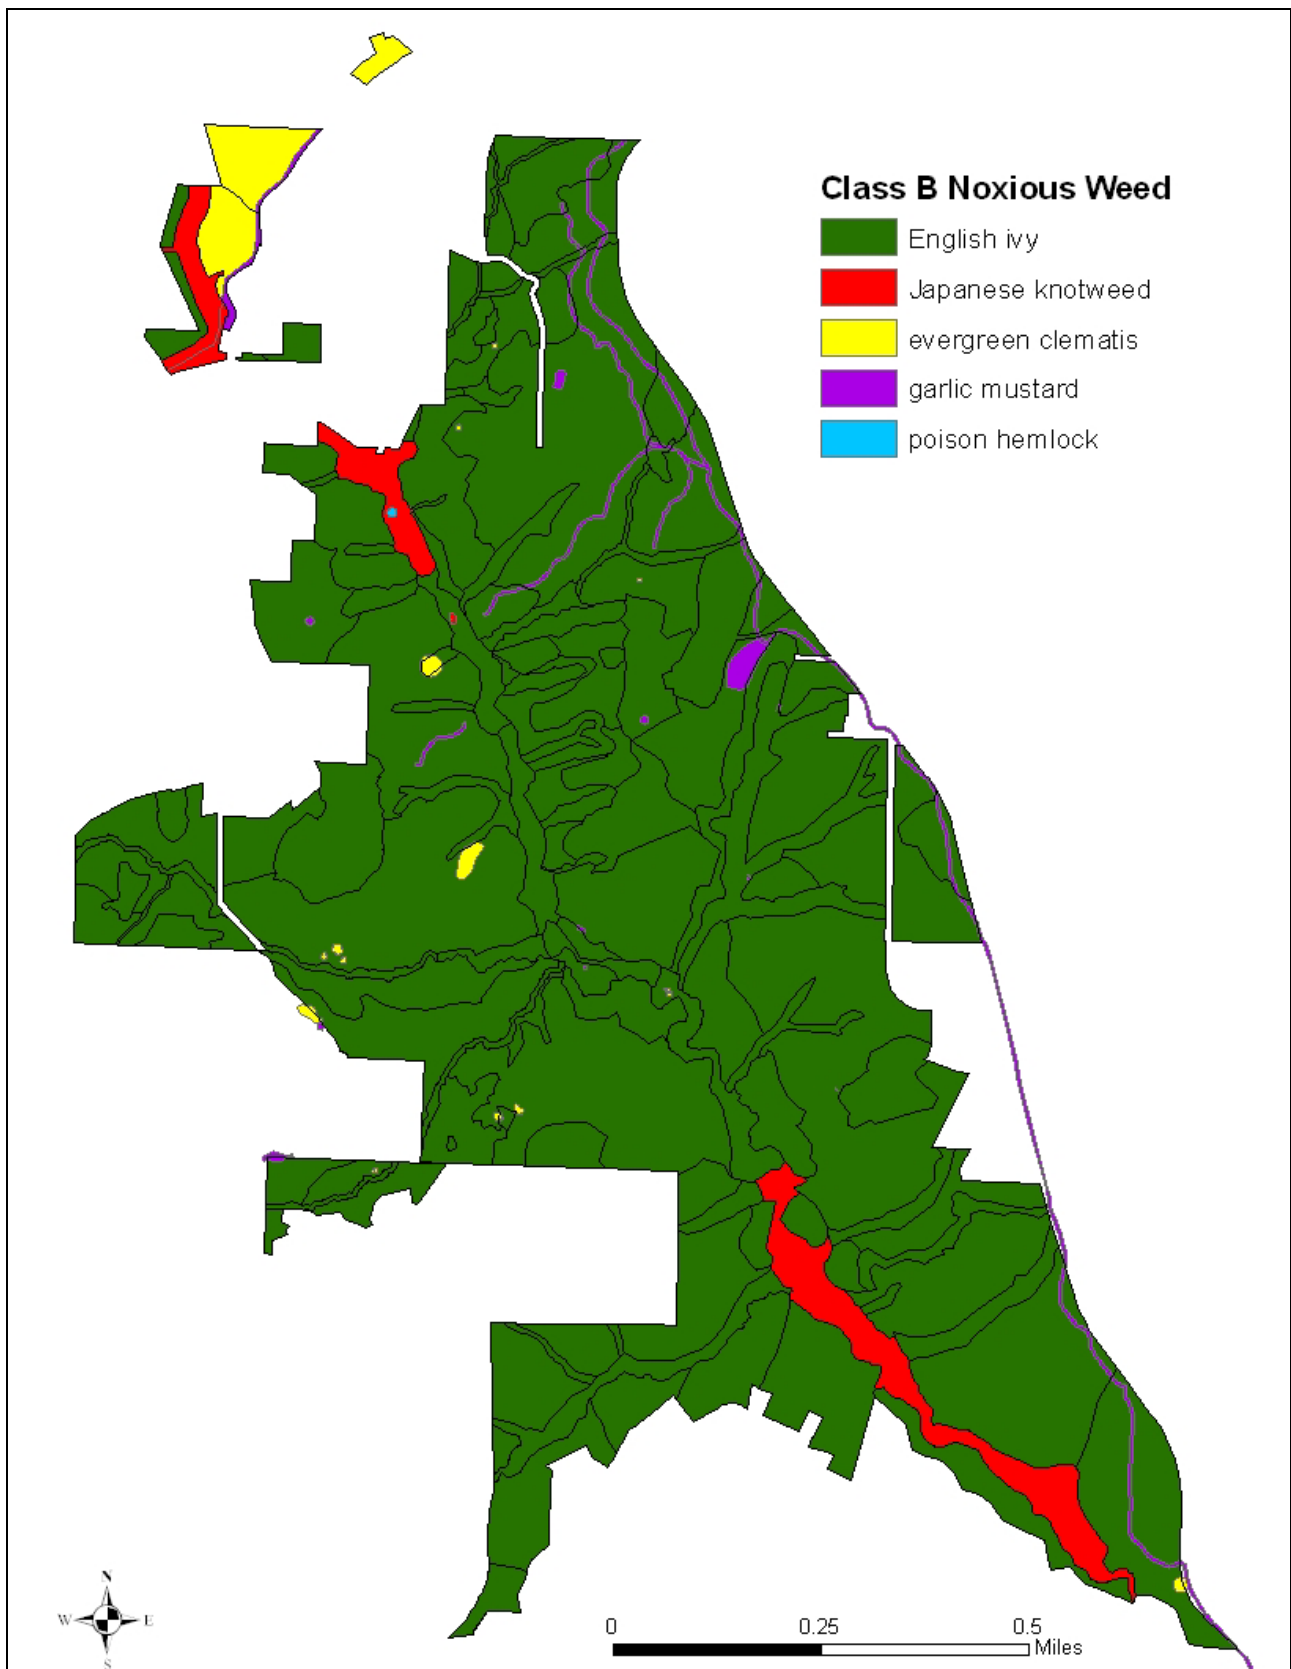 Class B Noxious Weed
English ivy
Japanese knotweed
evergreen clematis
garlic mustard
poison hemlock
N
W E
S
0 0.25 0.5
Miles